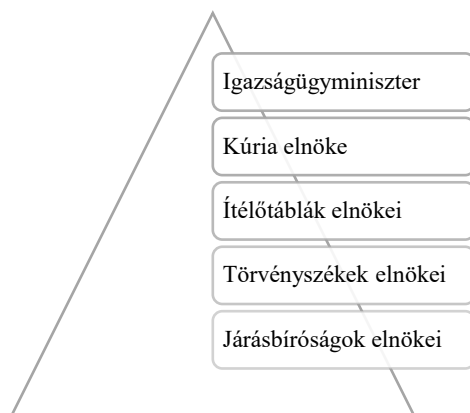 Igazságügyminiszter
Kúria elnöke
Ítélőtáblák elnökei
Törvényszékek elnökei
Járásbíróságok elnökei